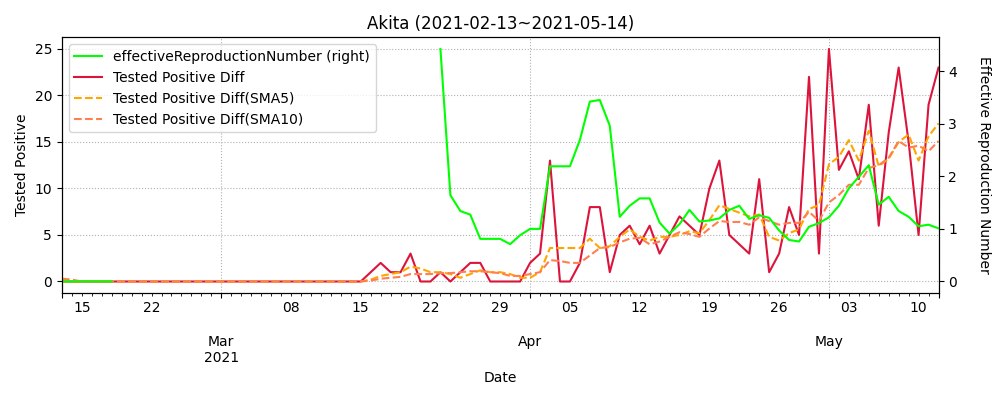 Akita (2021-02-13~2021-05-14)
effectiveReproductionNumber (right)
Tested Positive Diff
Tested Positive Diff(SMA5)
Tested Positive Diff(SMA10)
Tested Positive
25
20
15
10
5
0
4
3
2
1
0
Effective Reproduction Number
15 22 08 15 22 29 05 12 19 26 03 10
Mar Apr May
2021
Date